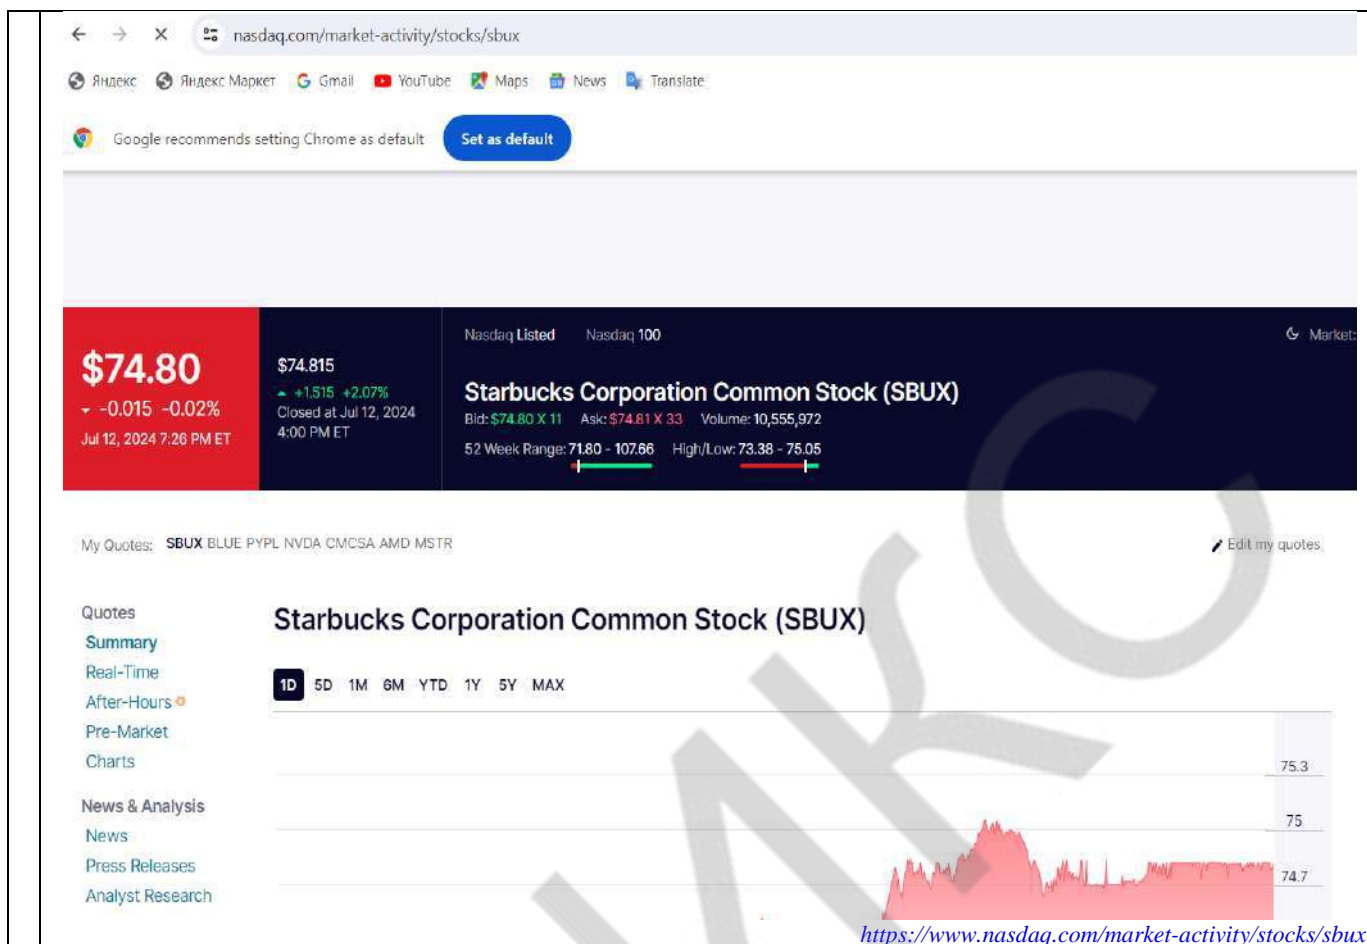 nasdaq.com/market-activity/stocks/sbux
Яндекс Яндекс Маркет Gmail YouTube Maps News Translate
Google recommends setting Chrome as default Set as default
Nasdaq Listed Nasdaq 100 Market:
$74.80
-0.015 -0.02%
Jul 12, 2024 7:26 PM ET
$74.815
+1.515 +2.07%
Closed at Jul 12, 2024
4:00 PM ET
Starbucks Corporation Common Stock (SBUX)
Bid: $74.80 X 11 Ask: $74.81 X 33 Volume: 10,555,972
52 Week Range: 71.80 - 107.66 High/Low: 73.38 - 75.05
My Quotes: SBUX BLUE PYPL NVDA CMCSA AMD MSTR Edit my quotes
Quotes
Summary
Real-Time
After-Hours
Pre-Market
Charts
News & Analysis
News
Press Releases
Analyst Research
Starbucks Corporation Common Stock (SBUX)
1D 5D 1M 6M YTD 1Y 5Y MAX
75.3
75
74.7
https://www.nasdaq.com/market-activity/stocks/sbux